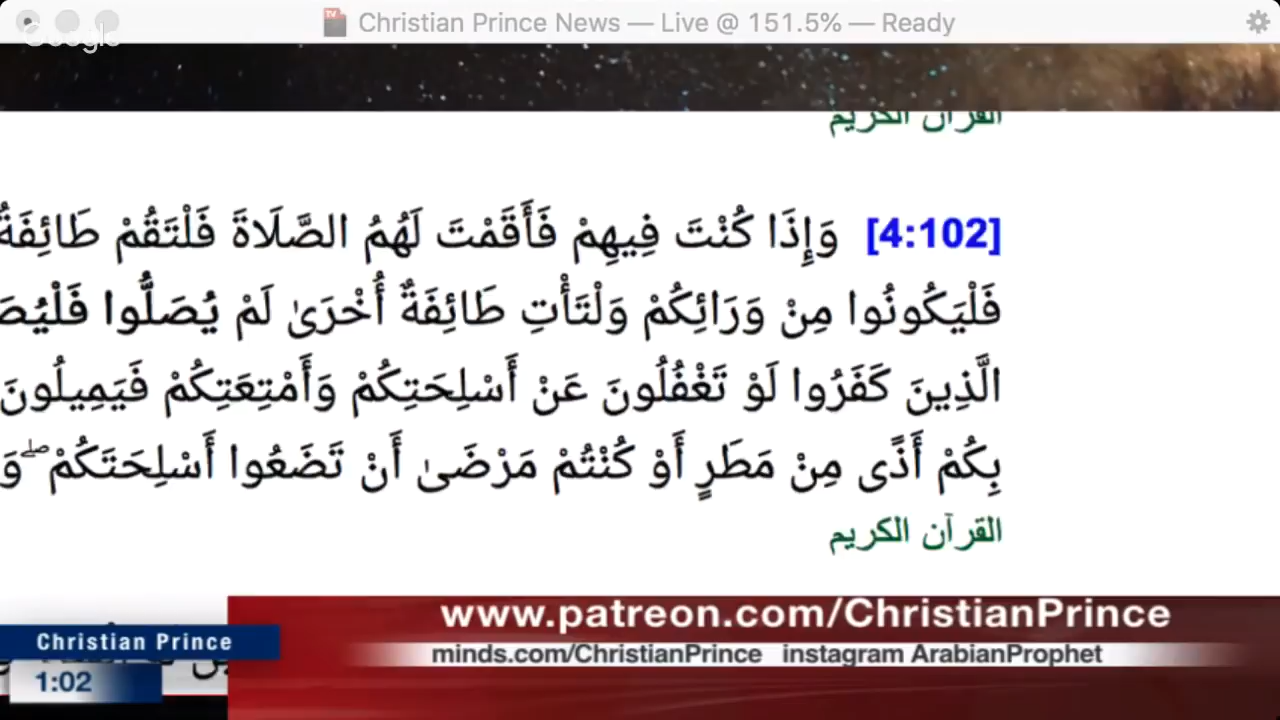 Christian Prince News — Live @ 151.5% — Ready
Google
القرآن الكريم
[4:102] وَإِذَا كُنْتَ فِيهِمْ فَأَقَمْتَ لَهُمُ الصَّلَاةَ فَلْتَقُمْ طَائِفَةٌ
فَلْيَكُونُوا مِنْ وَرَائِكُمْ وَلْتَأْتِ طَائِفَةٌ أُخْرَىٰ لَمْ يُصَلُّوا
الَّذِينَ كَفَرُوا لَوْ تَغْفُلُونَ عَنْ أَسْلِحَتِكُمْ وَأَمْتِعَتِكُمْ فَيَمِيلُونَ
بِكُمْ أَذًى مِنْ مَطَرٍ أَوْ كُنْتُمْ مَرْضَىٰ أَنْ تَضَعُوا أَسْلِحَتَكُمْ ۖ
القرآن الكريم
www.patreon.com/ChristianPrince
Christian Prince
minds.com/ChristianPrince instagram ArabianProphet
1:02